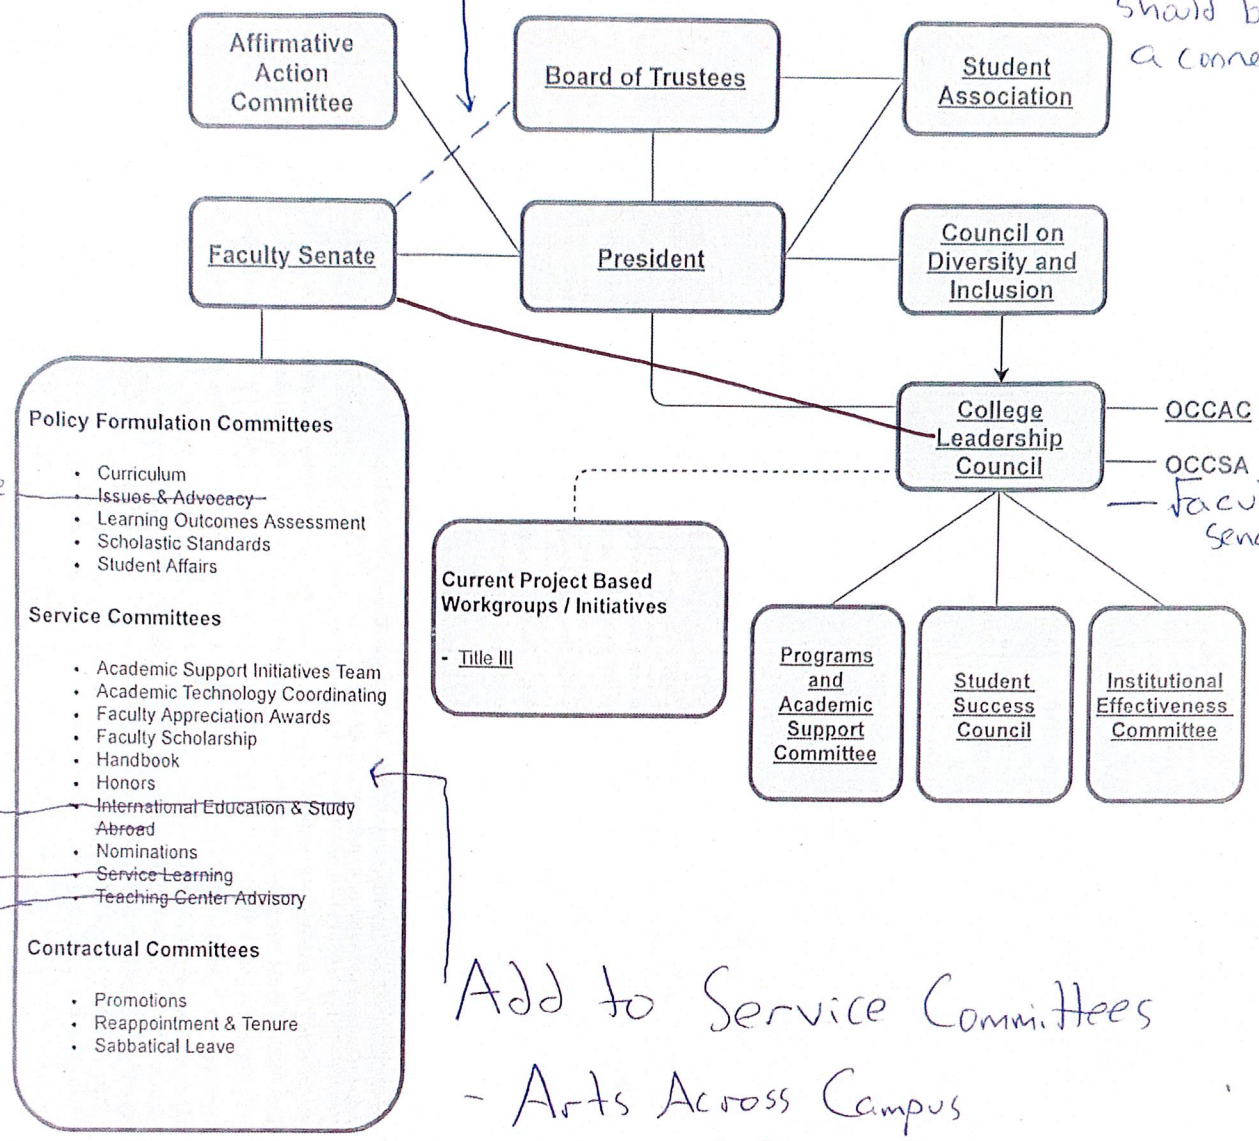 should b
a conne
Affirmative
Action
Committee
Board of Trustees
Student
Association
Faculty Senate
President
Council on
Diversity and
Inclusion
College
Leadership
Council
OCCAC
OCCSA
- Facu
Sena
Policy Formulation Committees
• Curriculum
• Issues & Advocacy
• Learning Outcomes Assessment
• Scholastic Standards
• Student Affairs
Service Committees
• Academic Support Initiatives Team
• Academic Technology Coordinating
• Faculty Appreciation Awards
• Faculty Scholarship
• Handbook
• Honors
• International Education & Study
Abroad
• Nominations
• Service Learning
• Teaching Center Advisory
Contractual Committees
• Promotions
• Reappointment & Tenure
• Sabbatical Leave
Current Project Based
Workgroups / Initiatives
- Title III
Programs
and
Academic
Support
Committee
Student
Success
Council
Institutional
Effectiveness
Committee
Add to Service Committees
- Arts Across Campus